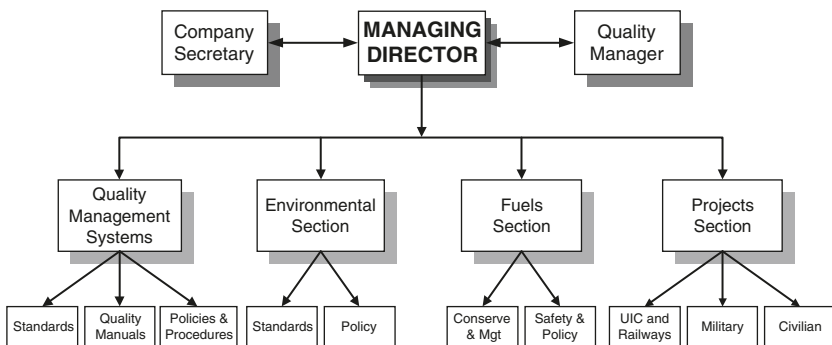 Company
Secretary
MANAGING
DIRECTOR
Quality
Manager
Quality
Management
Systems
Environmental
Section
Fuels
Section
Projects
Section
Standards
Quality
Manuals
Policies &
Procedures
Standards
Policy
Conserve
& Mgt
Safety &
Policy
UIC and
Railways
Military
Civilian